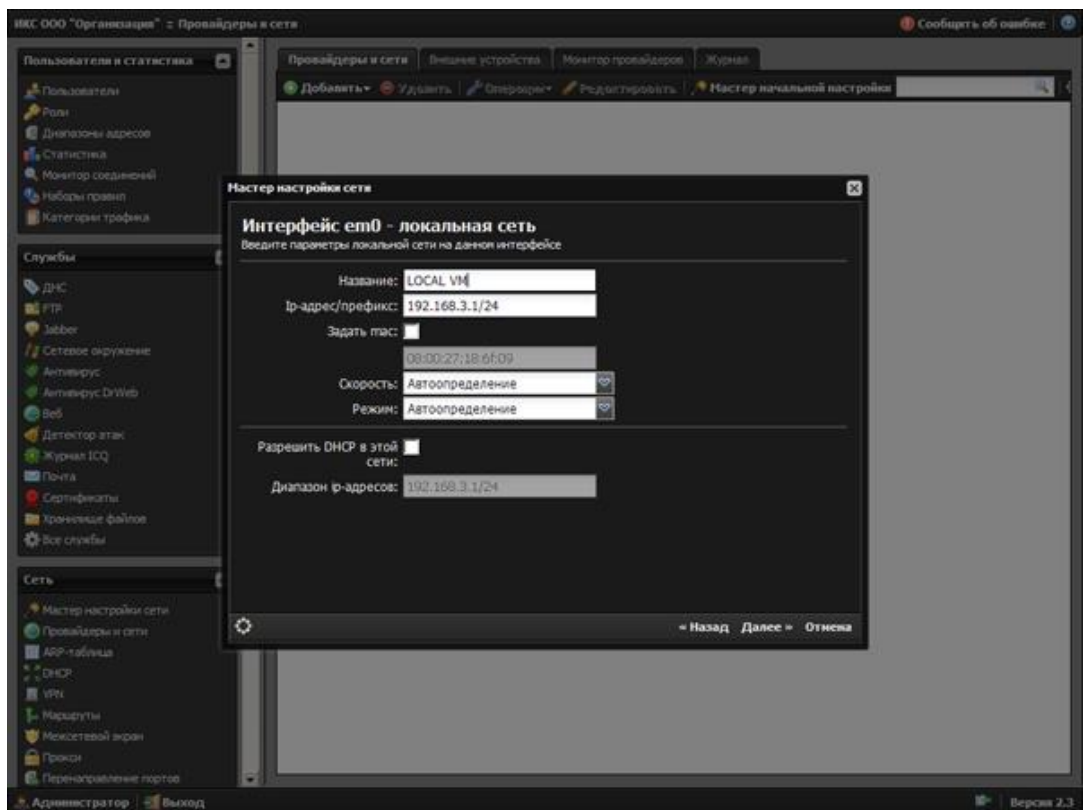 ИКС ООО "Организация" :: Провайдеры и сети
Сообщить об ошибке
Пользователи и статистика
Пользователи
Роли
Диапазоны адресов
Статистика
Монитор соединений
Наборы правил
Категории трафика
Службы
ДНС
FTP
Jabber
Сетевое окружение
Антивирус
Антивирус DrWeb
Веб
Детектор атак
Журнал ICQ
Почта
Сертификаты
Хранилище файлов
Все службы
Сеть
Мастер настройки сети
Провайдеры и сети
ARP-таблица
DHCP
VPN
Маршруты
Межсетевой экран
Прокси
Перенаправление портов
Провайдеры и сети Внешние устройства Монитор провайдеров Журнал
Добавить Удалить Операции Редактировать Мастер начальной настройки
Мастер настройки сети
Интерфейс em0 - локальная сеть
Введите параметры локальной сети на данном интерфейсе
Название: LOCAL VM
Ip-адрес/префикс: 192.168.3.1/24
Задать mac:
08:00:27:18:6f:09
Скорость: Автоопределение
Режим: Автоопределение
Разрешить DHCP в этой
сети:
Диапазон ip-адресов: 192.168.3.1/24
« Назад Далее » Отмена
Администратор Выход
Версия 2.3